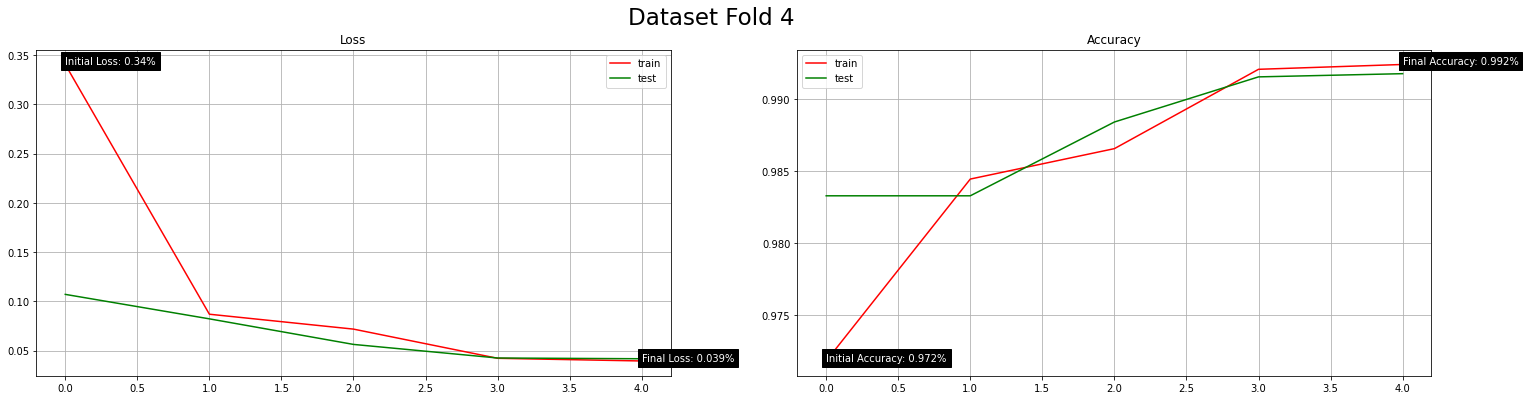 Dataset Fold 4
Loss
Initial Loss: 0.34%
train
test
Final Loss: 0.039%
0.35
0.30
0.25
0.20
0.15
0.10
0.05
0.0 0.5 1.0 1.5 2.0 2.5 3.0 3.5 4.0
Accuracy
train
test
Final Accuracy: 0.992%
Initial Accuracy: 0.972%
0.990
0.985
0.980
0.975
0.0 0.5 1.0 1.5 2.0 2.5 3.0 3.5 4.0